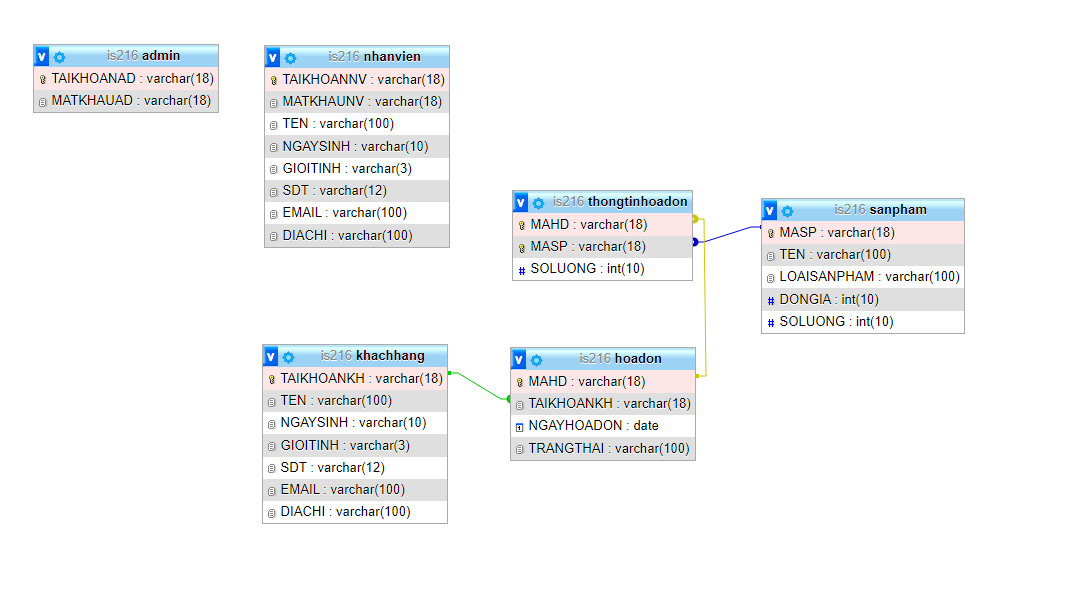 v is216 admin
TAIKHOANAD : varchar(18)
MATKHAUAD : varchar(18)
v is216 nhanvien
TAIKHOANNV : varchar(18)
MATKHAUNV : varchar(18)
TEN : varchar(100)
NGAYSINH : varchar(10)
GIOITINH : varchar(3)
SDT : varchar(12)
EMAIL : varchar(100)
DIACHI : varchar(100)
v is216 thongtinhoadon
MAHD : varchar(18)
MASP : varchar(18)
# SOLUONG : int(10)
v is216 sanpham
MASP : varchar(18)
TEN : varchar(100)
LOAISANPHAM : varchar(100)
# DONGIA : int(10)
# SOLUONG : int(10)
v is216 khachhang
TAIKHOANKH : varchar(18)
TEN : varchar(100)
NGAYSINH : varchar(10)
GIOITINH : varchar(3)
SDT : varchar(12)
EMAIL : varchar(100)
DIACHI : varchar(100)
v is216 hoadon
MAHD : varchar(18)
TAIKHOANKH : varchar(18)
NGAYHOADON : date
TRANGTHAI : varchar(100)